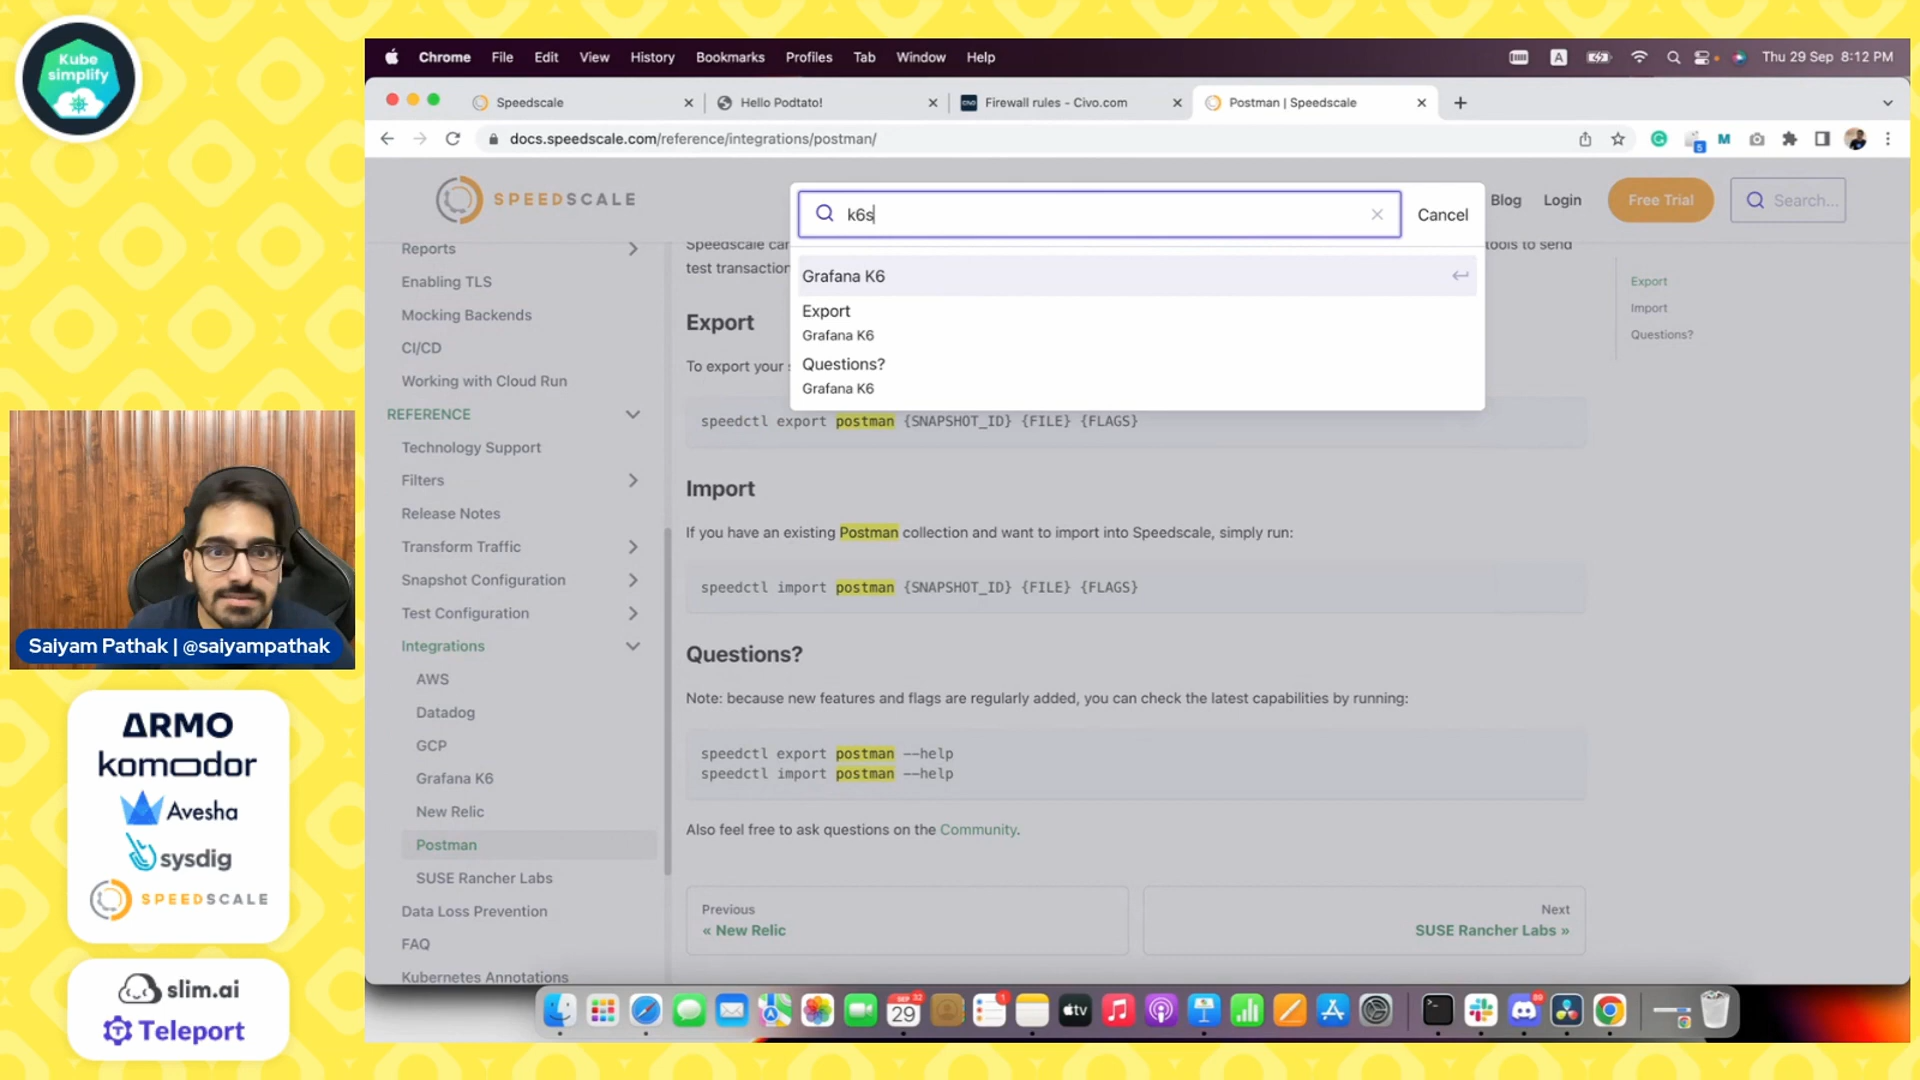 Kube
simplify
Chrome File Edit View History Bookmarks Profiles Tab Window Help
A
Thu 29 Sep 8:12 PM
Speedscale
Hello Podtato!
Firewall rules - Civo.com
Postman | Speedscale
docs.speedscale.com/reference/integrations/postman/
5
M
SPEEDSCALE
k6s
Cancel
Blog
Login
Free Trial
Search...
Grafana K6
Export
Grafana K6
Questions?
Grafana K6
Reports
Enabling TLS
Mocking Backends
CI/CD
Working with Cloud Run
REFERENCE
Technology Support
Filters
Release Notes
Transform Traffic
Snapshot Configuration
Test Configuration
Integrations
AWS
Datadog
GCP
Grafana K6
New Relic
Postman
SUSE Rancher Labs
Data Loss Prevention
FAQ
Kubernetes Annotations
Speedscale can
tools to send
test transaction
Export
To export your
speedctl export postman {SNAPSHOT_ID} {FILE} {FLAGS}
Import
If you have an existing Postman collection and want to import into Speedscale, simply run:
speedctl import postman {SNAPSHOT_ID} {FILE} {FLAGS}
Questions?
Note: because new features and flags are regularly added, you can check the latest capabilities by running:
speedctl export postman --help
speedctl import postman --help
Also feel free to ask questions on the Community.
Previous
« New Relic
Next
SUSE Rancher Labs »
Export
Import
Questions?
Saiyam Pathak | @saiyampathak
ARMO
komodor
Avesha
sysdig
SPEEDSCALE
slim.ai
Teleport
29
1
tv